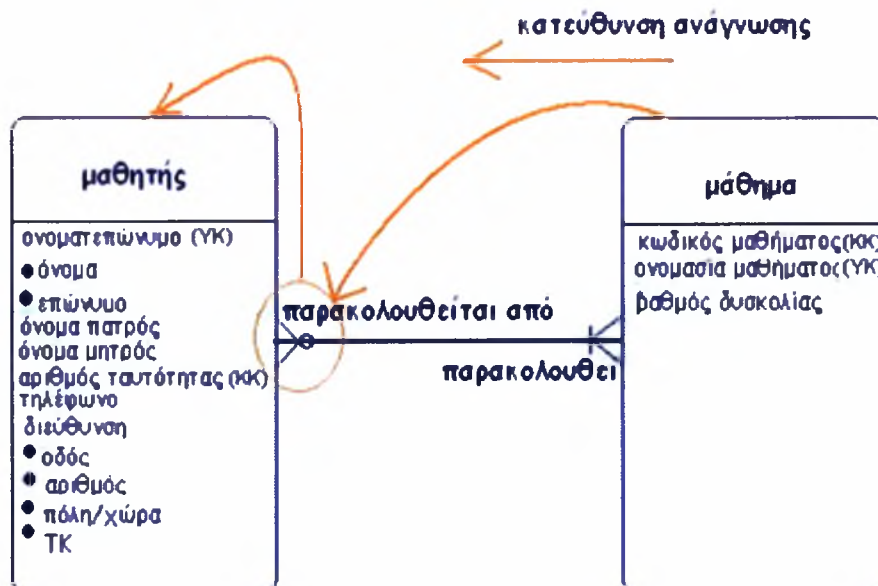 κατεύθυνση ανάγνωσης
μαθητής
ονοματεπώνυμο (ΥΚ)
• όνομα
• επώνυμο
όνομα πατρός
όνομα μητρός
αριθμός ταυτότητας (ΚΚ)
τηλέφωνο
διεύθυνση
• οδός
• αριθμός
• πόλη/χώρα
• ΤΚ
παρακολουθείται από
παρακολουθεί
μάθημα
κωδικός μαθήματος(ΚΚ)
ονομασία μαθήματος(ΥΚ)
βαθμός δυσκολίας